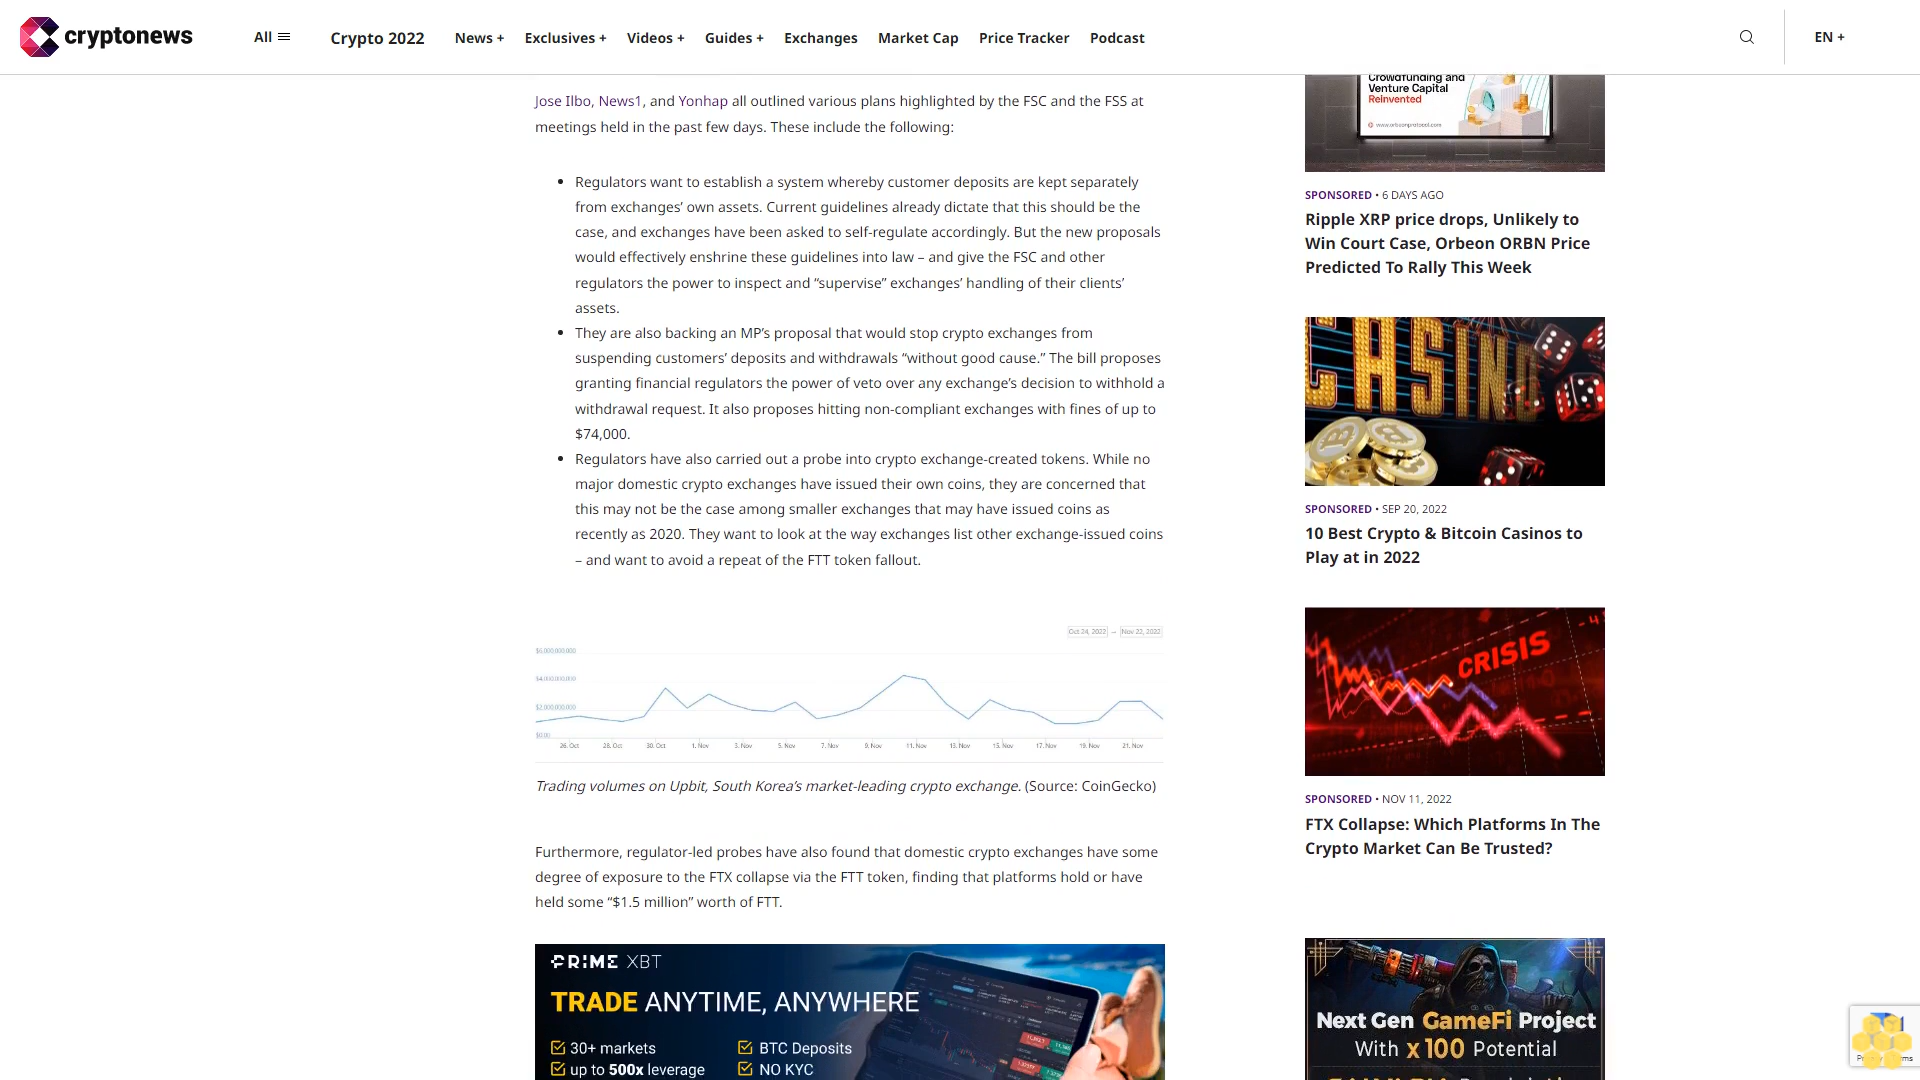 cryptonews
All
Crypto 2022
News +
Exclusives +
Videos +
Guides +
Exchanges
Market Cap
Price Tracker
Podcast
EN +
Jose Ilbo, News1, and Yonhap all outlined various plans highlighted by the FSC and the FSS at
meetings held in the past few days. These include the following:
Regulators want to establish a system whereby customer deposits are kept separately
from exchanges’ own assets. Current guidelines already dictate that this should be the
case, and exchanges have been asked to self-regulate accordingly. But the new proposals
would effectively enshrine these guidelines into law – and give the FSC and other
regulators the power to inspect and “supervise” exchanges’ handling of their clients’
assets.
They are also backing an MP’s proposal that would stop crypto exchanges from
suspending customers’ deposits and withdrawals “without good cause.” The bill proposes
granting financial regulators the power of veto over any exchange’s decision to withhold a
withdrawal request. It also proposes hitting non-compliant exchanges with fines of up to
$74,000.
Regulators have also carried out a probe into crypto exchange-created tokens. While no
major domestic crypto exchanges have issued their own coins, they are concerned that
this may not be the case among smaller exchanges that may have issued coins as
recently as 2020. They want to look at the way exchanges list other exchange-issued coins
– and want to avoid a repeat of the FTT token fallout.
Oct 24, 2022 → Nov 22, 2022
$6,000,000,000
$4,000,000,000
$2,000,000,000
$0.00
26. Oct
28. Oct
30. Oct
1. Nov
3. Nov
5. Nov
7. Nov
9. Nov
11. Nov
13. Nov
15. Nov
17. Nov
19. Nov
21. Nov
Trading volumes on Upbit, South Korea’s market-leading crypto exchange. (Source: CoinGecko)
Furthermore, regulator-led probes have also found that domestic crypto exchanges have some
degree of exposure to the FTX collapse via the FTT token, finding that platforms hold or have
held some “$1.5 million” worth of FTT.
PRIME XBT
TRADE ANYTIME, ANYWHERE
30+ markets
BTC Deposits
up to 500x leverage
NO KYC
Crowdfunding and
Venture Capital
Reinvented
www.orbeonprotocol.com
SPONSORED • 6 DAYS AGO
Ripple XRP price drops, Unlikely to
Win Court Case, Orbeon ORBN Price
Predicted To Rally This Week
CASINO
SPONSORED • SEP 20, 2022
10 Best Crypto & Bitcoin Casinos to
Play at in 2022
CRISIS
SPONSORED • NOV 11, 2022
FTX Collapse: Which Platforms In The
Crypto Market Can Be Trusted?
Next Gen GameFi Project
With x 100 Potential